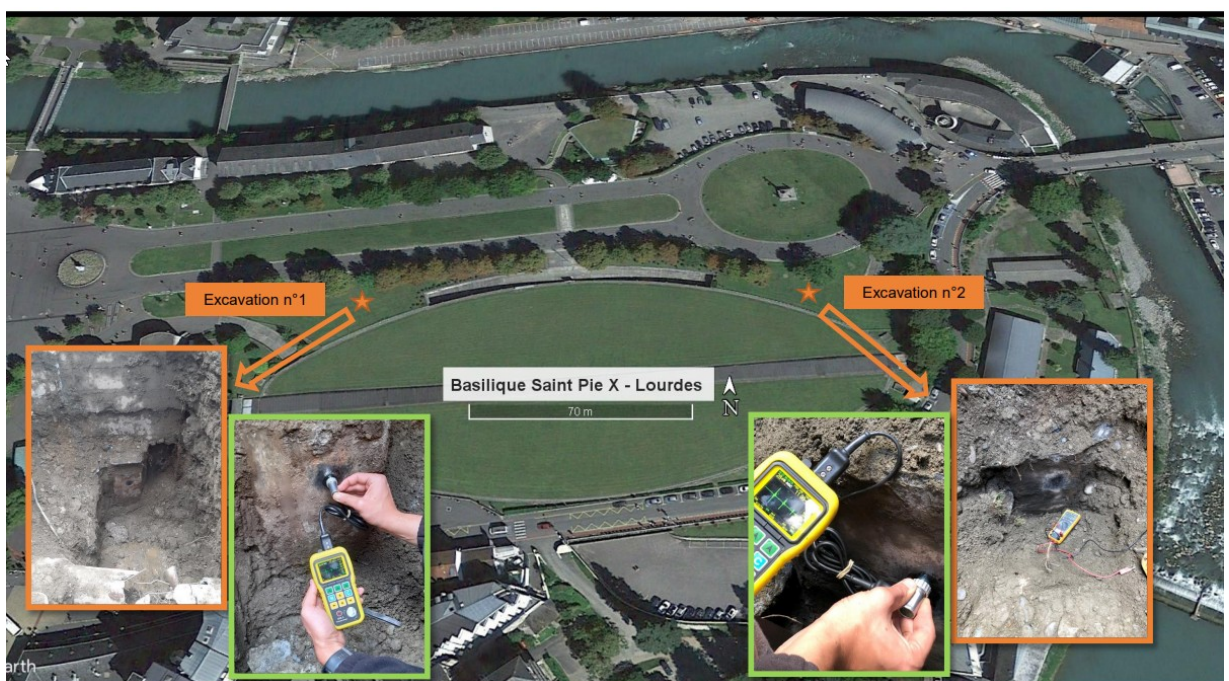 Excavation n°1
Excavation n°2
Basilique Saint Pie X - Lourdes
70 m
N
arth